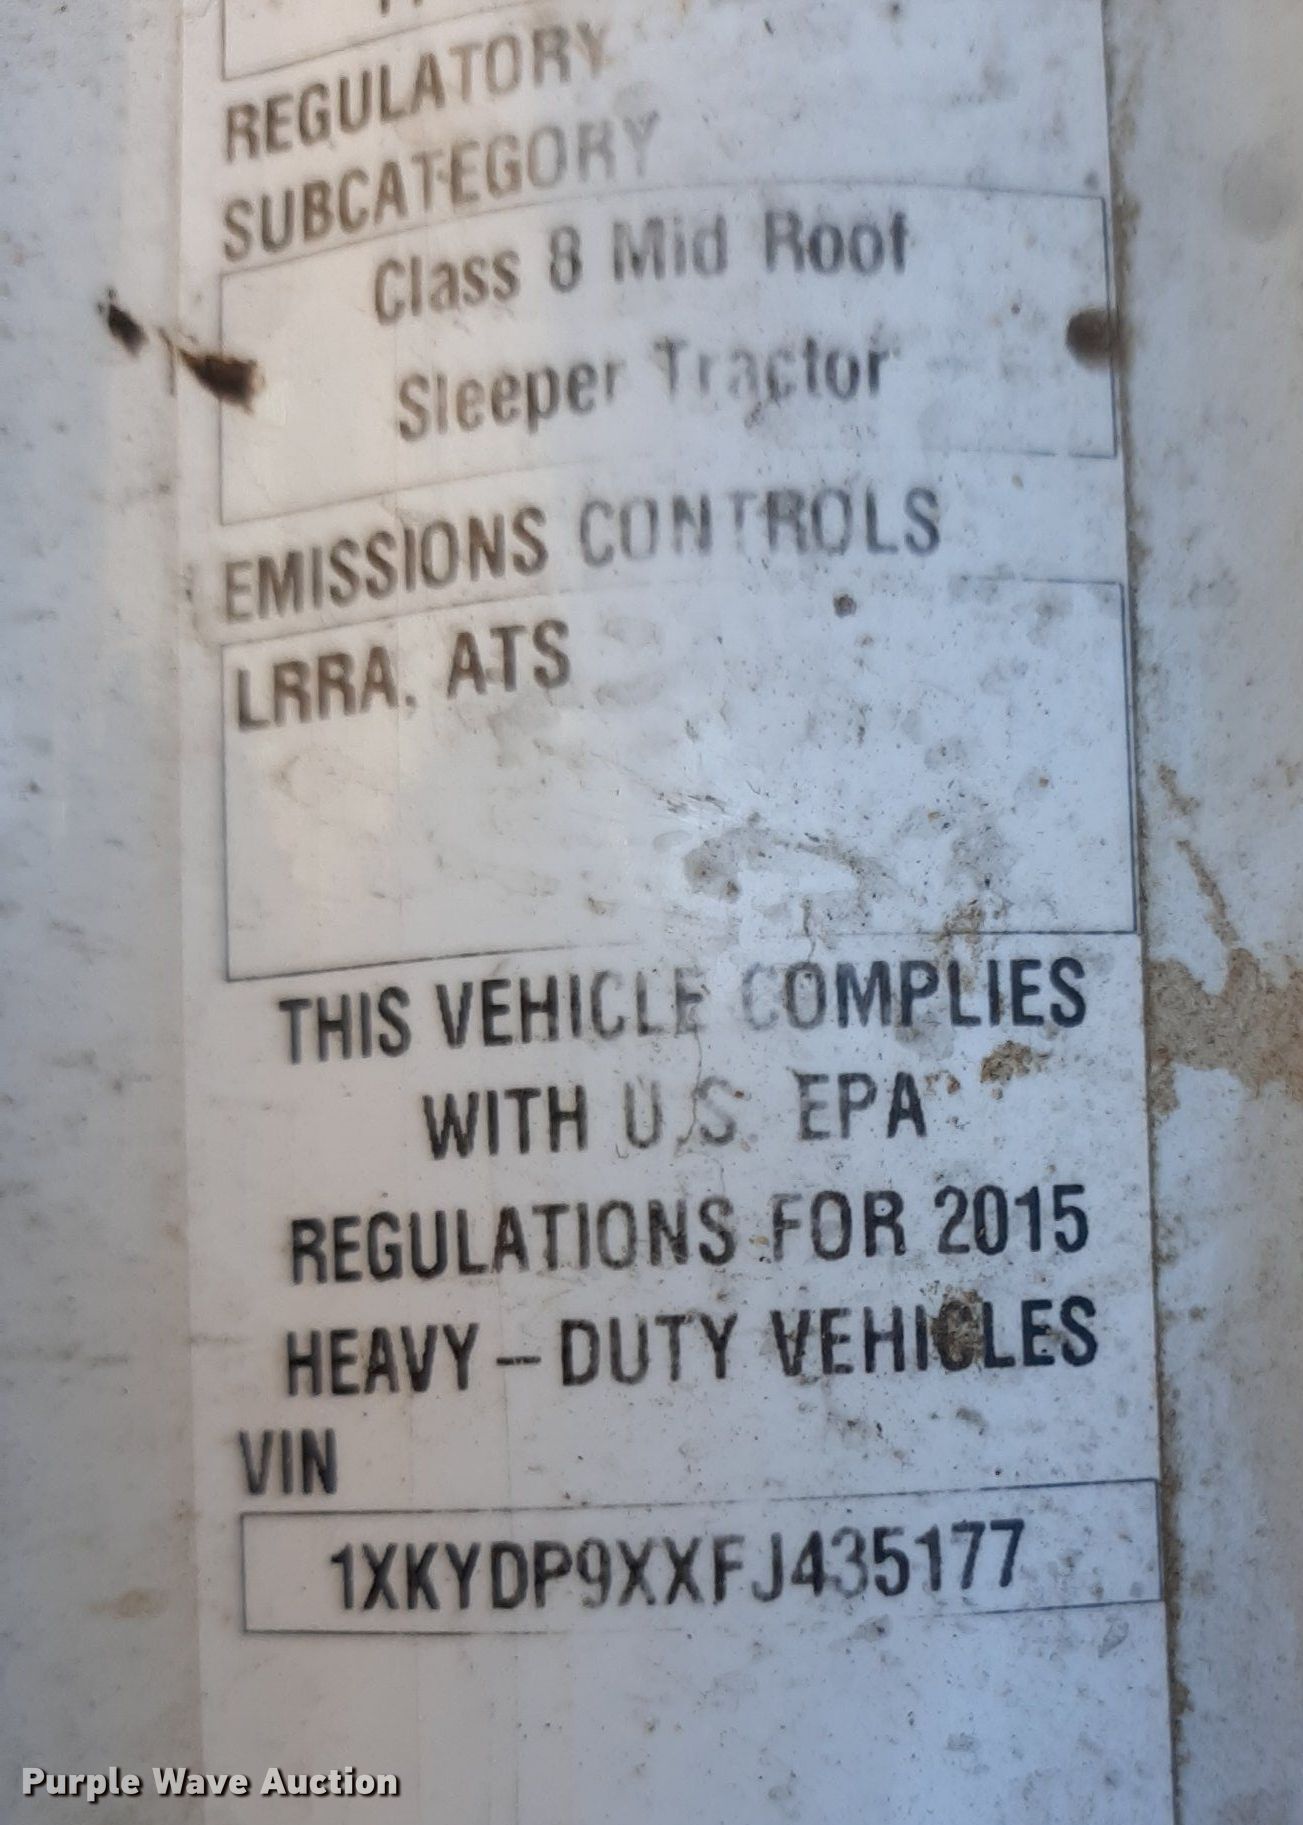 REGULATORY
SUBCATEGORY
Class 8 Mid Roof
Sleeper Tractor
EMISSIONS CONTROLS
LRRA, ATS
THIS VEHICLE COMPLIES
WITH U.S. EPA
REGULATIONS FOR 2015
HEAVY – DUTY VEHICLES
VIN
1XKYDP9XXFJ435177
Purple Wave Auction